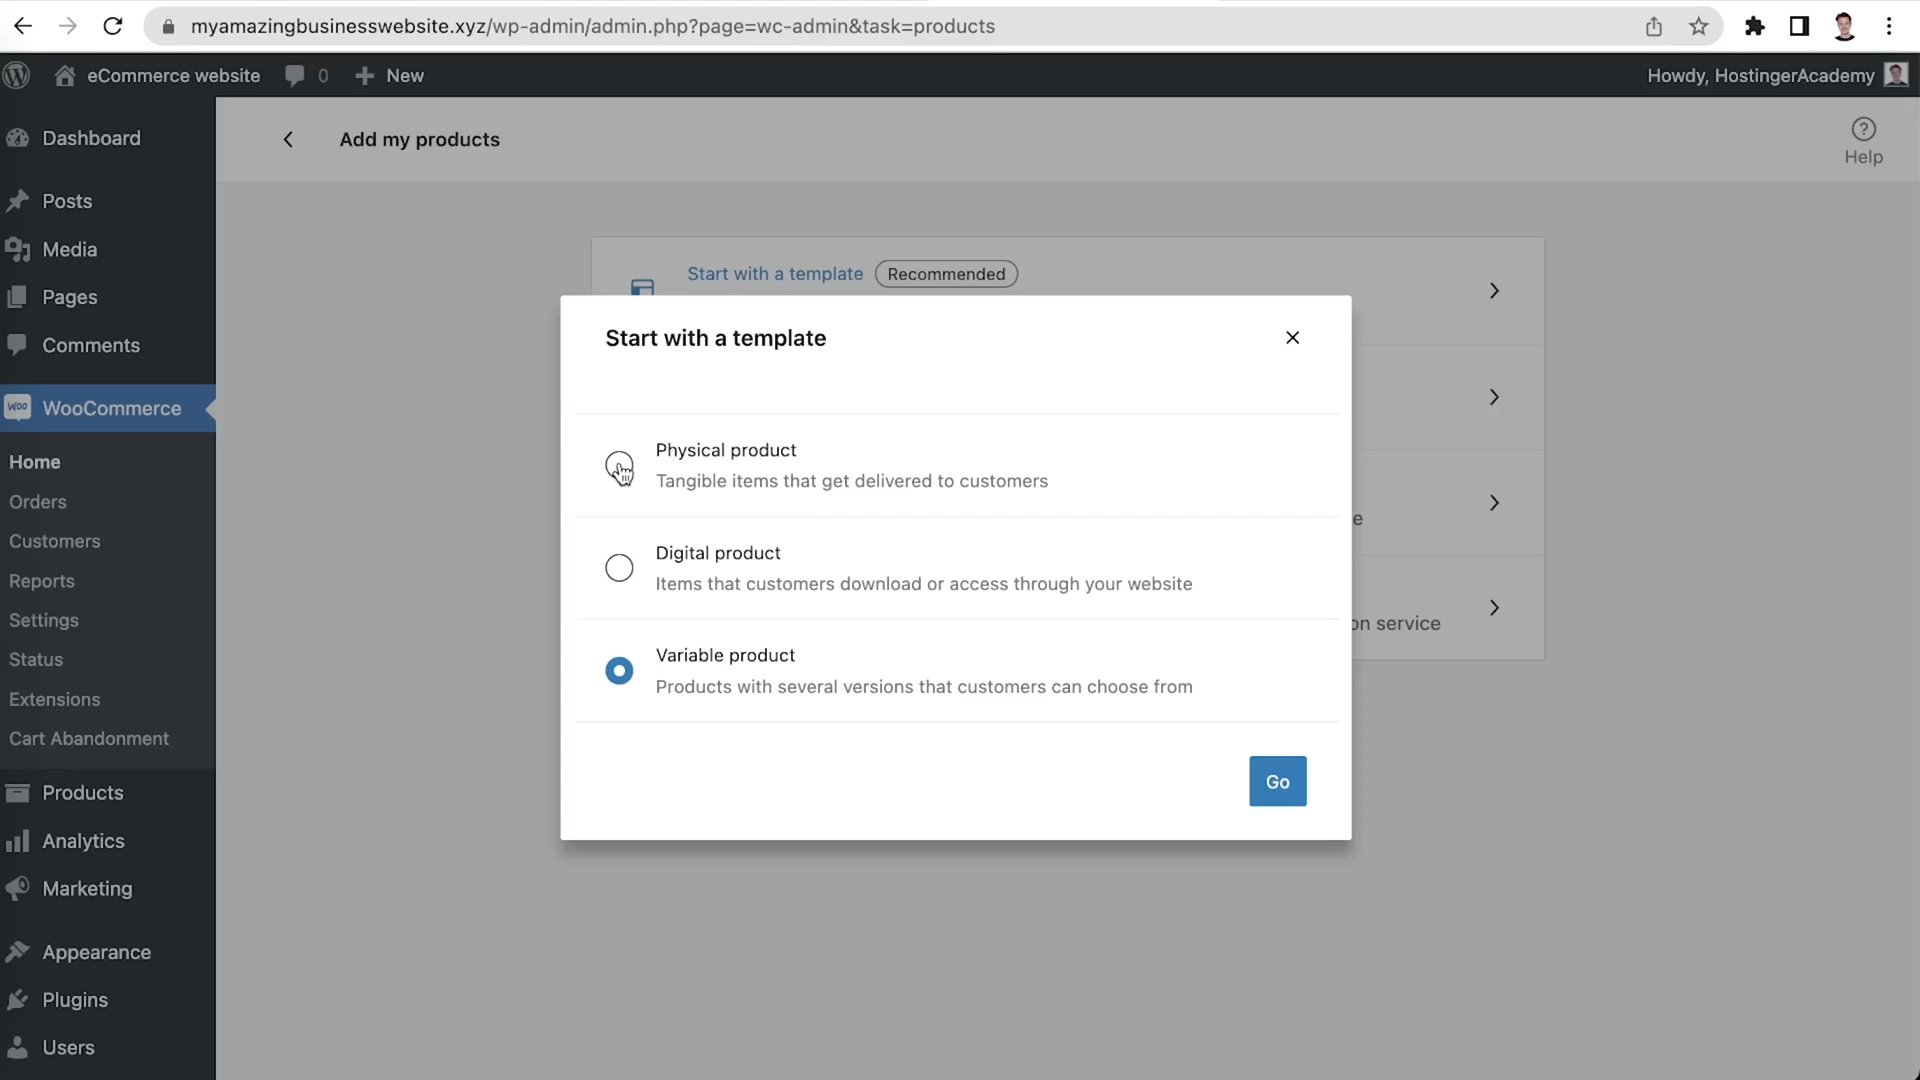 myamazingbusinesswebsite.xyz/wp-admin/admin.php?page=wc-admin&task=products
eCommerce website 0 New
Howdy, HostingerAcademy
Dashboard
Posts
Media
Pages
Comments
WOO WooCommerce
Home
Orders
Customers
Reports
Settings
Status
Extensions
Cart Abandonment
Products
Analytics
Marketing
Appearance
Plugins
Users
Add my products
Help
Start with a template Recommended
e
on service
Start with a template
Physical product
Tangible items that get delivered to customers
Digital product
Items that customers download or access through your website
Variable product
Products with several versions that customers can choose from
Go